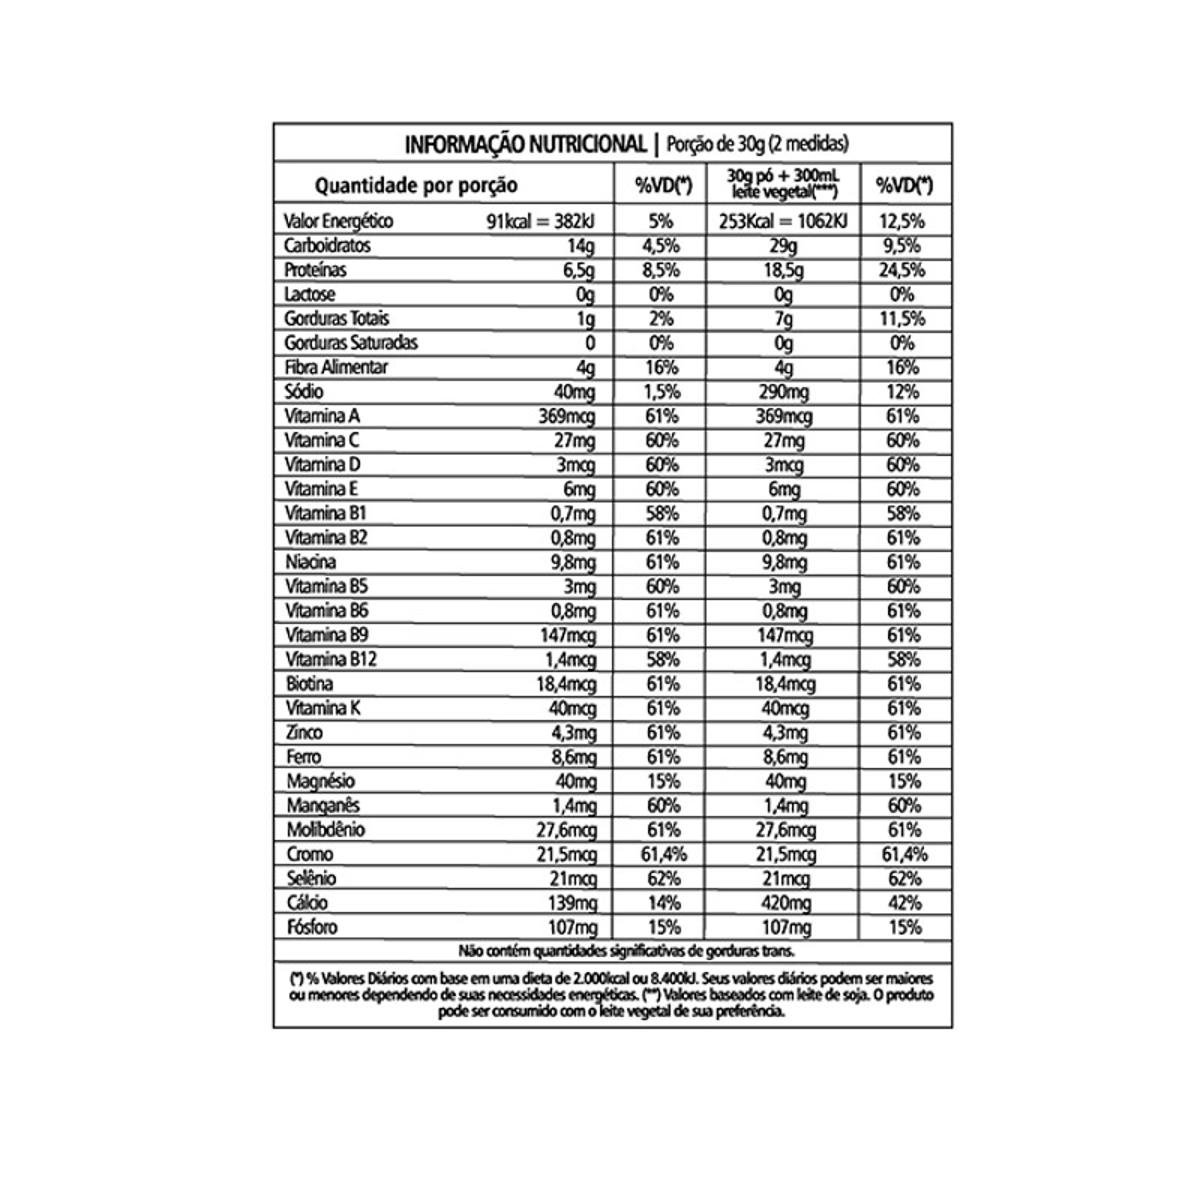 INFORMAÇÃO NUTRICIONAL | Porção de 30g (2 medidas)
Quantidade por porção %VD(*) 30g pó + 300mL leite vegetal(***) %VD(*)
Valor Energético 91kcal = 382kJ 5% 253Kcal = 1062KJ 12,5%
Carboidratos 14g 4,5% 29g 9,5%
Proteínas 6,5g 8,5% 18,5g 24,5%
Lactose 0g 0% 0g 0%
Gorduras Totais 1g 2% 7g 11,5%
Gorduras Saturadas 0 0% 0g 0%
Fibra Alimentar 4g 16% 4g 16%
Sódio 40mg 1,5% 290mg 12%
Vitamina A 369mcg 61% 369mcg 61%
Vitamina C 27mg 60% 27mg 60%
Vitamina D 3mcg 60% 3mcg 60%
Vitamina E 6mg 60% 6mg 60%
Vitamina B1 0,7mg 58% 0,7mg 58%
Vitamina B2 0,8mg 61% 0,8mg 61%
Niacina 9,8mg 61% 9,8mg 61%
Vitamina B5 3mg 60% 3mg 60%
Vitamina B6 0,8mg 61% 0,8mg 61%
Vitamina B9 147mcg 61% 147mcg 61%
Vitamina B12 1,4mcg 58% 1,4mcg 58%
Biotina 18,4mcg 61% 18,4mcg 61%
Vitamina K 40mcg 61% 40mcg 61%
Zinco 4,3mg 61% 4,3mg 61%
Ferro 8,6mg 61% 8,6mg 61%
Magnésio 40mg 15% 40mg 15%
Manganês 1,4mg 60% 1,4mg 60%
Molibdênio 27,6mcg 61% 27,6mcg 61%
Cromo 21,5mcg 61,4% 21,5mcg 61,4%
Selênio 21mcg 62% 21mcg 62%
Cálcio 139mg 14% 420mg 42%
Fósforo 107mg 15% 107mg 15%
Não contém quantidades significativas de gorduras trans.
(*) % Valores Diários com base em uma dieta de 2.000kcal ou 8.400kJ. Seus valores diários podem ser maiores
ou menores dependendo de suas necessidades energéticas. (**) Valores baseados com leite de soja. O produto
pode ser consumido com o leite vegetal de sua preferência.